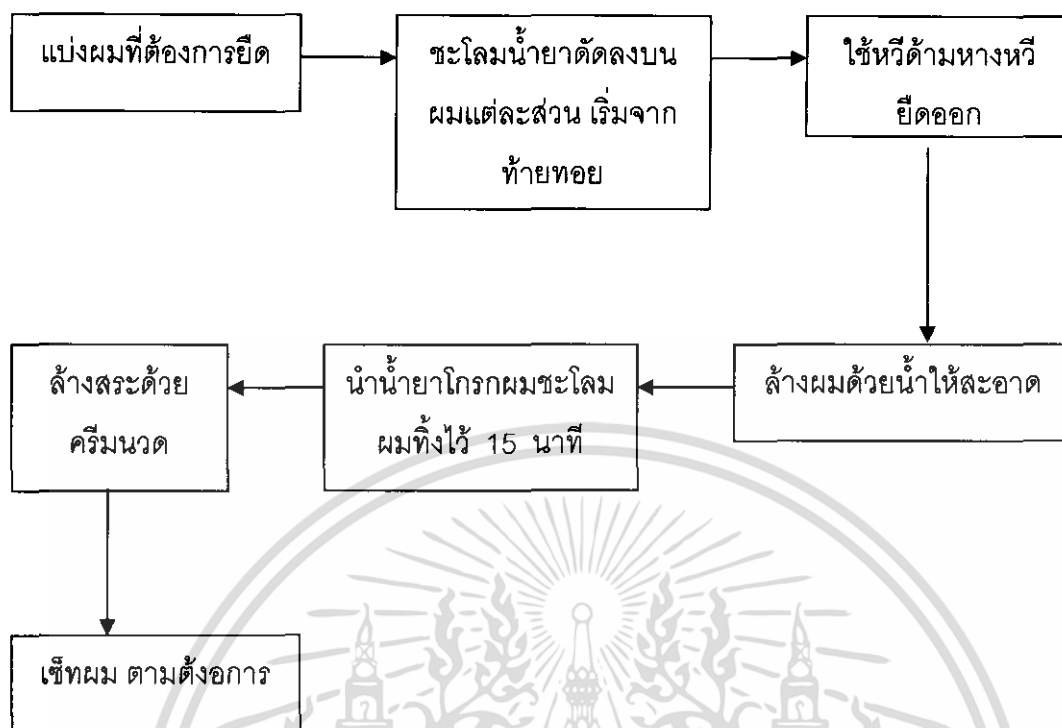 แบ่งผมที่ต้องการยืด
ชะโลมน้ำยาดัดลงบน
ผมแต่ละส่วน เริ่มจาก
ท้ายทอย
ใช้หวีด้ามหางหวี
ยืดออก
ล้างผมด้วยน้ำให้สะอาด
นำน้ำยาโกรกผมชะโลม
ผมทิ้งไว้ 15 นาที
ล้างสระด้วย
ครีมนวด
เซ็ทผม ตามต้งอการ